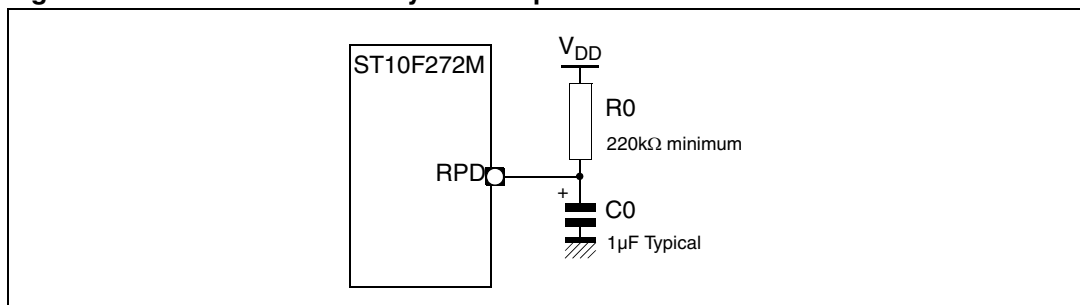 ST10F272M
VDD
R0
220kΩ minimum
RPD
+
C0
1µF Typical